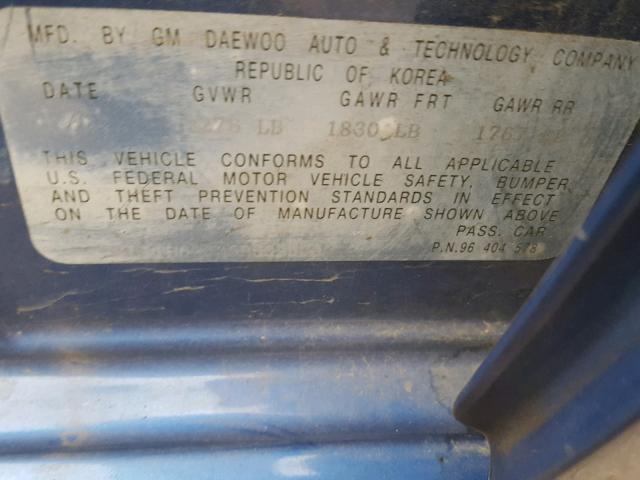 MFD. BY GM DAEWOO AUTO & TECHNOLOGY COMPANY
REPUBLIC OF KOREA
DATE GVWR GAWR FRT GAWR RR
LB 1830 LB
THIS VEHICLE CONFORMS TO ALL APPLICABLE
U.S. FEDERAL MOTOR VEHICLE SAFETY, BUMPER
AND THEFT PREVENTION STANDARDS IN EFFECT
ON THE DATE OF MANUFACTURE SHOWN ABOVE
PASS. CAR
P.N.96 404 578